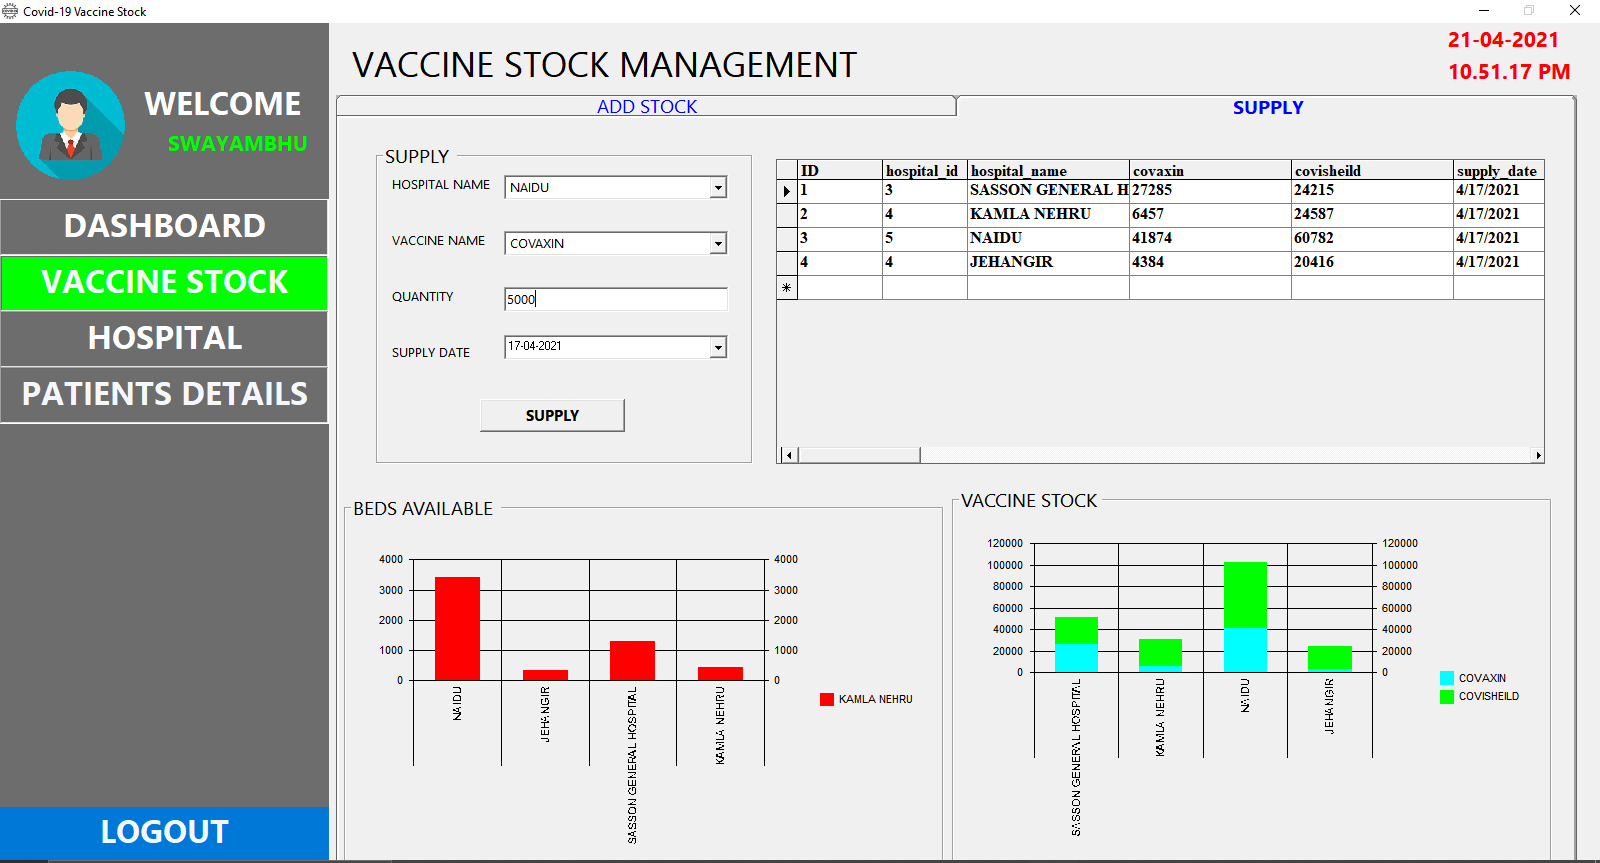 Covid-19 Vaccine Stock
WELCOME
SWAYAMBHU
DASHBOARD
VACCINE STOCK
HOSPITAL
PATIENTS DETAILS
LOGOUT
VACCINE STOCK MANAGEMENT
21-04-2021
10.51.17 PM
ADD STOCK
SUPPLY
SUPPLY
HOSPITAL NAME NAIDU
VACCINE NAME COVAXIN
QUANTITY 5000
SUPPLY DATE 17-04-2021
SUPPLY
ID hospital_id hospital_name covaxin covisheild supply_date
1 3 SASSON GENERAL H 27285 24215 4/17/2021
2 4 KAMLA NEHRU 6457 24587 4/17/2021
3 5 NAIDU 41874 60782 4/17/2021
4 4 JEHANGIR 4384 20416 4/17/2021
BEDS AVAILABLE
4000 4000
3000 3000
2000 2000
1000 1000
0 0
NAIDU
JEHANGIR
SASSON GENERAL HOSPITAL
KAMLA NEHRU
KAMLA NEHRU
VACCINE STOCK
120000 120000
100000 100000
80000 80000
60000 60000
40000 40000
20000 20000
0 0
SASSON GENERAL HOSPITAL
KAMLA NEHRU
NAIDU
JEHANGIR
COVAXIN
COVISHEILD